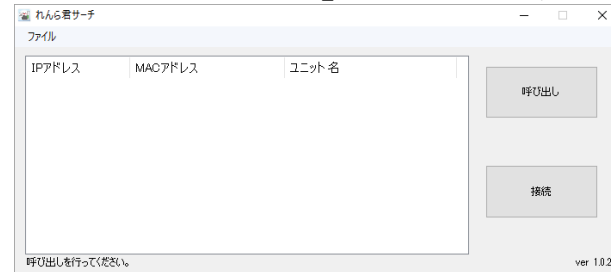 れんら君サーチ
ファイル
IPアドレス MACアドレス ユニット名
呼び出し
接続
呼び出しを行ってください。 ver 1.0.2